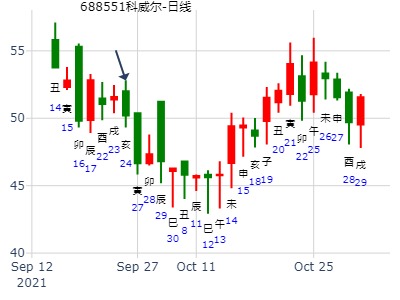 688551科威尔-日线
55
50
45
40
丑
14
寅
15
卯
16
辰
17
酉
22
戌
23
亥
24
寅
27
卯
28
辰
29
巳
30
丑
8
辰
11
巳
12
午
13
未
14
申
15
亥
18
子
19
丑
20
寅
21
卯
22
午
25
未
26
申
27
酉
28
戌
29
Sep 12
2021
Sep 27
Oct 11
Oct 25